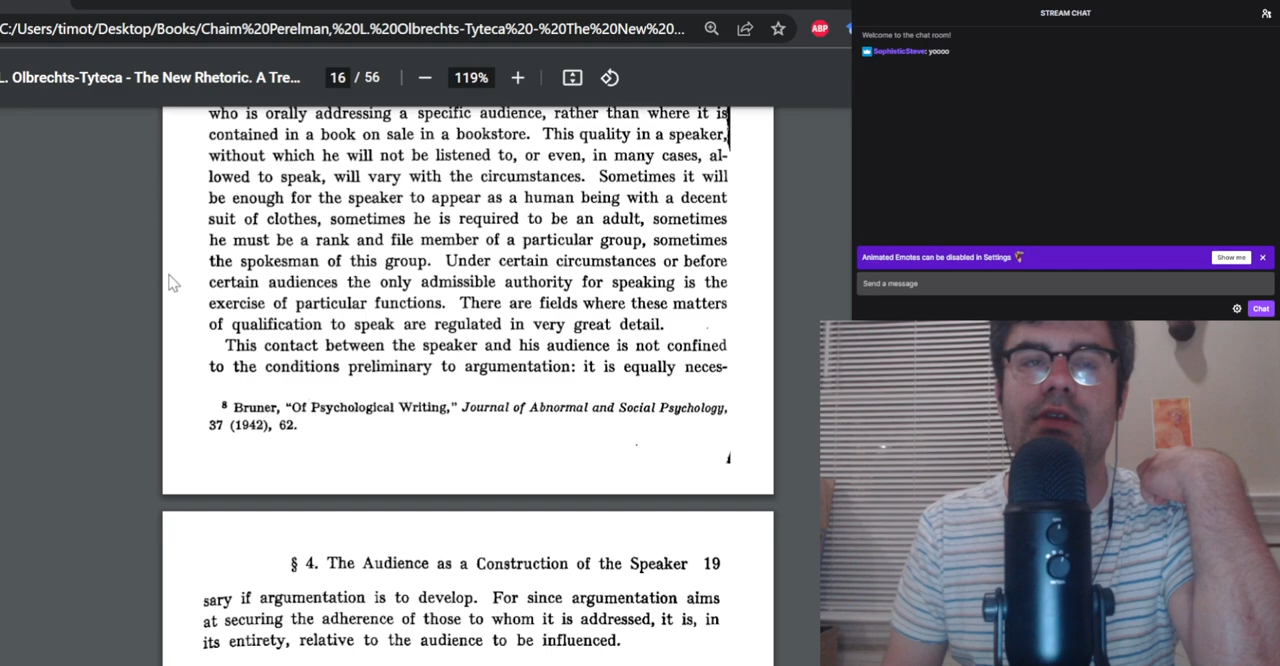 C:/Users/timot/Desktop/Books/Chaim%20Perelman,%20L.%20Olbrechts-Tyteca%20-%20The%20New%20...
ABP
L. Olbrechts-Tyteca - The New Rhetoric. A Tre...
16 / 56
119%
who is orally addressing a specific audience, rather than where it is
contained in a book on sale in a bookstore. This quality in a speaker,
without which he will not be listened to, or even, in many cases, al-
lowed to speak, will vary with the circumstances. Sometimes it will
be enough for the speaker to appear as a human being with a decent
suit of clothes, sometimes he is required to be an adult, sometimes
he must be a rank and file member of a particular group, sometimes
the spokesman of this group. Under certain circumstances or before
certain audiences the only admissible authority for speaking is the
exercise of particular functions. There are fields where these matters
of qualification to speak are regulated in very great detail.
This contact between the speaker and his audience is not confined
to the conditions preliminary to argumentation: it is equally neces-
8 Bruner, "Of Psychological Writing," Journal of Abnormal and Social Psychology,
37 (1942), 62.
§ 4. The Audience as a Construction of the Speaker 19
sary if argumentation is to develop. For since argumentation aims
at securing the adherence of those to whom it is addressed, it is, in
its entirety, relative to the audience to be influenced.
STREAM CHAT
Welcome to the chat room!
SophisticSteve: yoooo
Animated Emotes can be disabled in Settings
Show me
Send a message
Chat